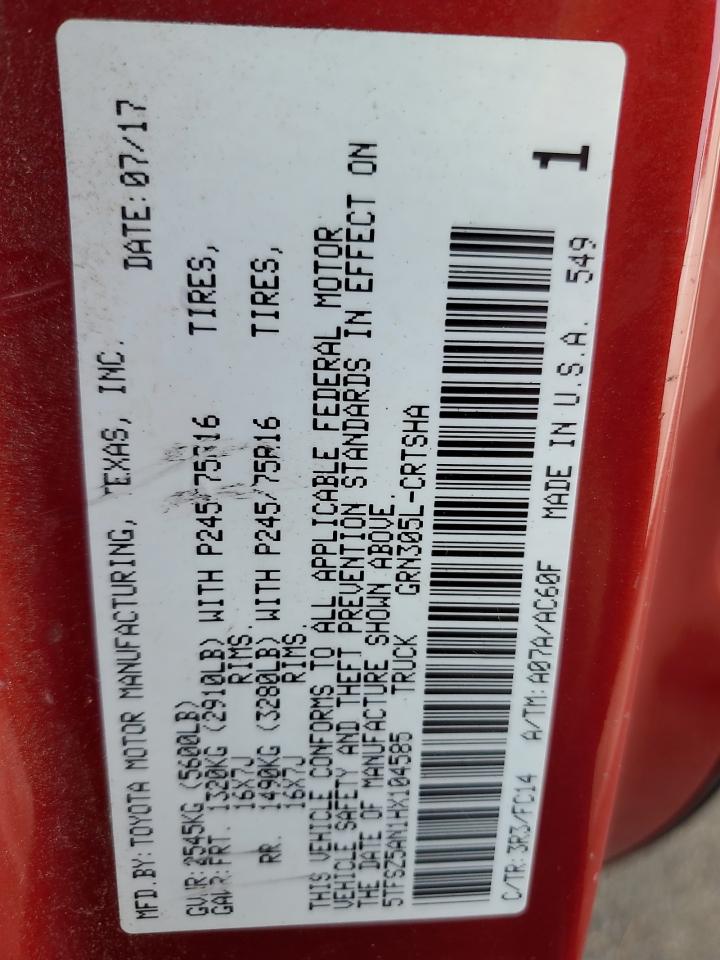 MFD.BY: TOYOTA MOTOR MANUFACTURING, TEXAS, INC. DATE: 07/17
GVWR: 2545KG (5600LB)
GAWR: FRT. 1320KG (2910LB) WITH P245/75R16 TIRES,
16X7J RIMS.
RR. 1490KG (3280LB) WITH P245/75R16 TIRES,
16X7J RIMS.
THIS VEHICLE CONFORMS TO ALL APPLICABLE FEDERAL MOTOR
VEHICLE SAFETY AND THEFT PREVENTION STANDARDS IN EFFECT ON
THE DATE OF MANUFACTURE SHOWN ABOVE.
5TFSZ5AN1HX104585 TRUCK GRN305L-CRTSHA
1
C/TR: 3R3/FC14 A/TM: A07A/AC60F MADE IN U.S.A. 549